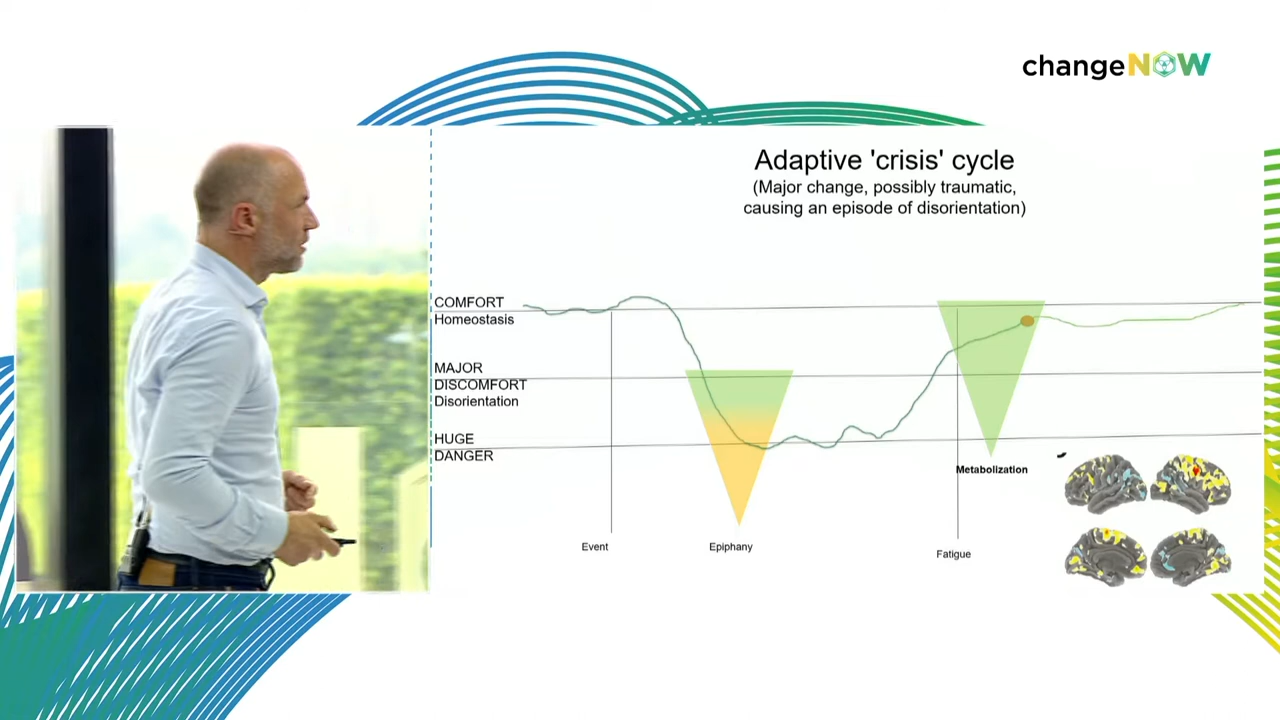 changeNOW
Adaptive 'crisis' cycle
(Major change, possibly traumatic,
causing an episode of disorientation)
COMFORT
Homeostasis
MAJOR
DISCOMFORT
Disorientation
HUGE
DANGER
Metabolization
Event
Epiphany
Fatigue